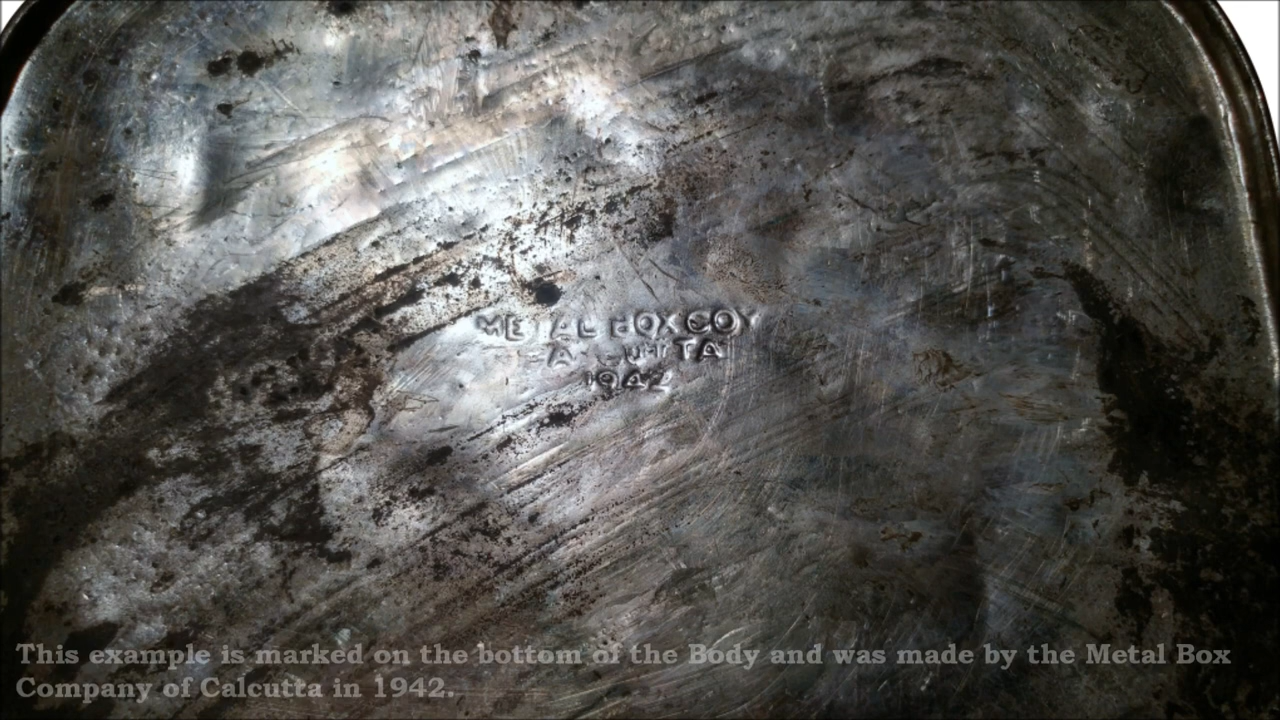 METAL BOX COY
CALCUTTA
1942
This example is marked on the bottom of the Body and was made by the Metal Box
Company of Calcutta in 1942.